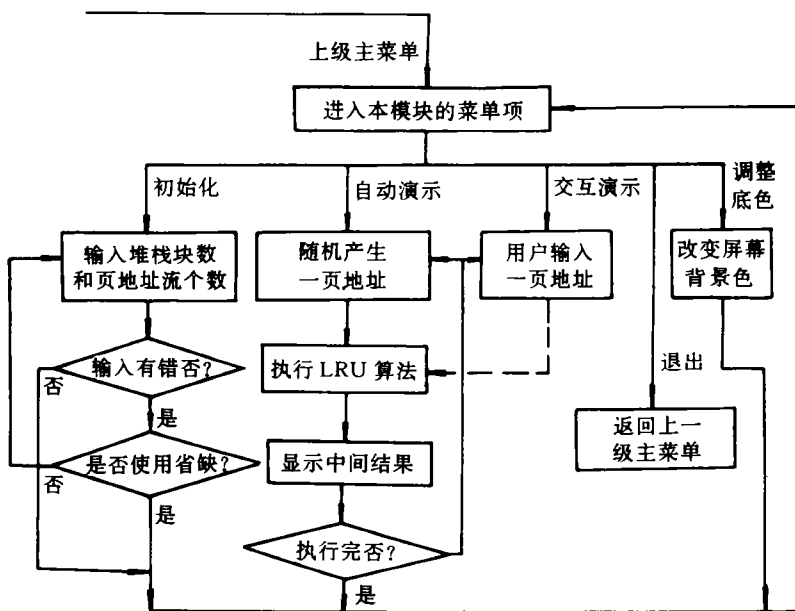 上级主菜单
进入本模块的菜单项
初始化
自动演示
交互演示
调整
底色
输入堆栈块数
和页地址流个数
随机产生
一页地址
用户输入
一页地址
改变屏幕
背景色
输入有错否?
否
是
执行 LRU 算法
退出
是否使用省缺?
否
是
显示中间结果
返回上一
级主菜单
执行完否?
是